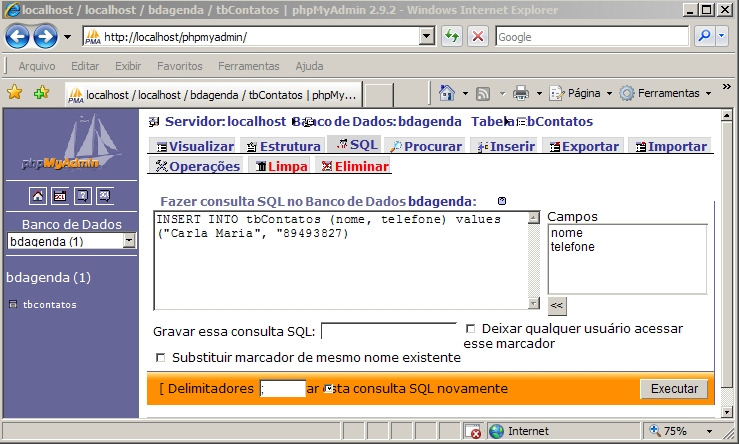 localhost / localhost / bdagenda / tbContatos | phpMyAdmin 2.9.2 - Windows Internet Explorer
PMA http://localhost/phpmyadmin/
Google
Arquivo Editar Exibir Favoritos Ferramentas Ajuda
PMA localhost / localhost / bdagenda / tbContatos | phpMy...
Página Ferramentas
phpMyAdmin
Banco de Dados
bdagenda (1)
bdagenda (1)
tbcontatos
Servidor: localhost Banco de Dados: bdagenda Tabela: tbContatos
Visualizar Estrutura SQL Procurar Inserir Exportar Importar
Operações Limpa Eliminar
Fazer consulta SQL no Banco de Dados bdagenda:
INSERT INTO tbContatos (nome, telefone) values
("Carla Maria", "89493827)
Campos
nome
telefone
<<
Gravar essa consulta SQL: Deixar qualquer usuário acessar
esse marcador
Substituir marcador de mesmo nome existente
[ Delimitadores ; ar esta consulta SQL novamente Executar
Internet 75%